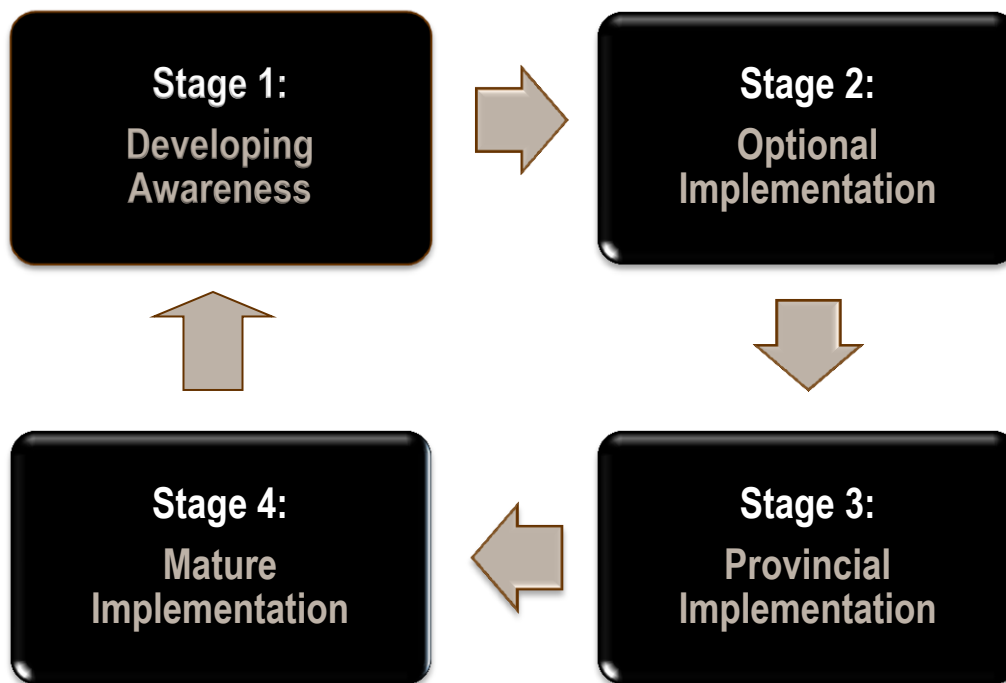 Stage 1:
Developing
Awareness
Stage 2:
Optional
Implementation
Stage 3:
Provincial
Implementation
Stage 4:
Mature
Implementation